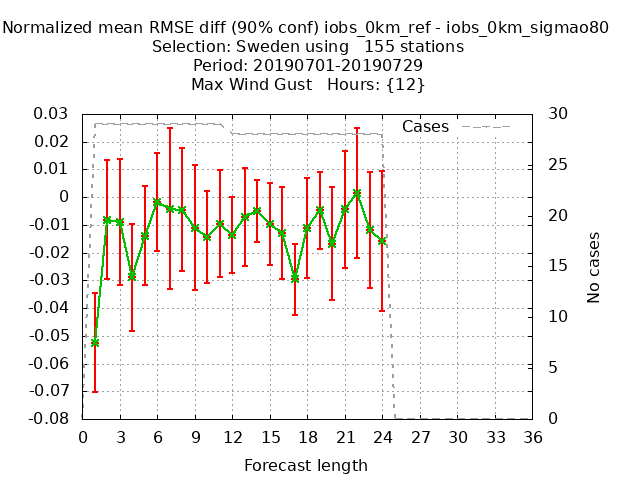 Normalized mean RMSE diff (90% conf) iobs_0km_ref - iobs_0km_sigmao80
Selection: Sweden using   155 stations
Period: 20190701-20190729
Max Wind Gust   Hours: {12}
Cases
0.03
0.02
0.01
0
-0.01
-0.02
-0.03
-0.04
-0.05
-0.06
-0.07
-0.08
30
25
20
15
10
5
0
No cases
0 3 6 9 12 15 18 21 24 27 30 33 36
Forecast length